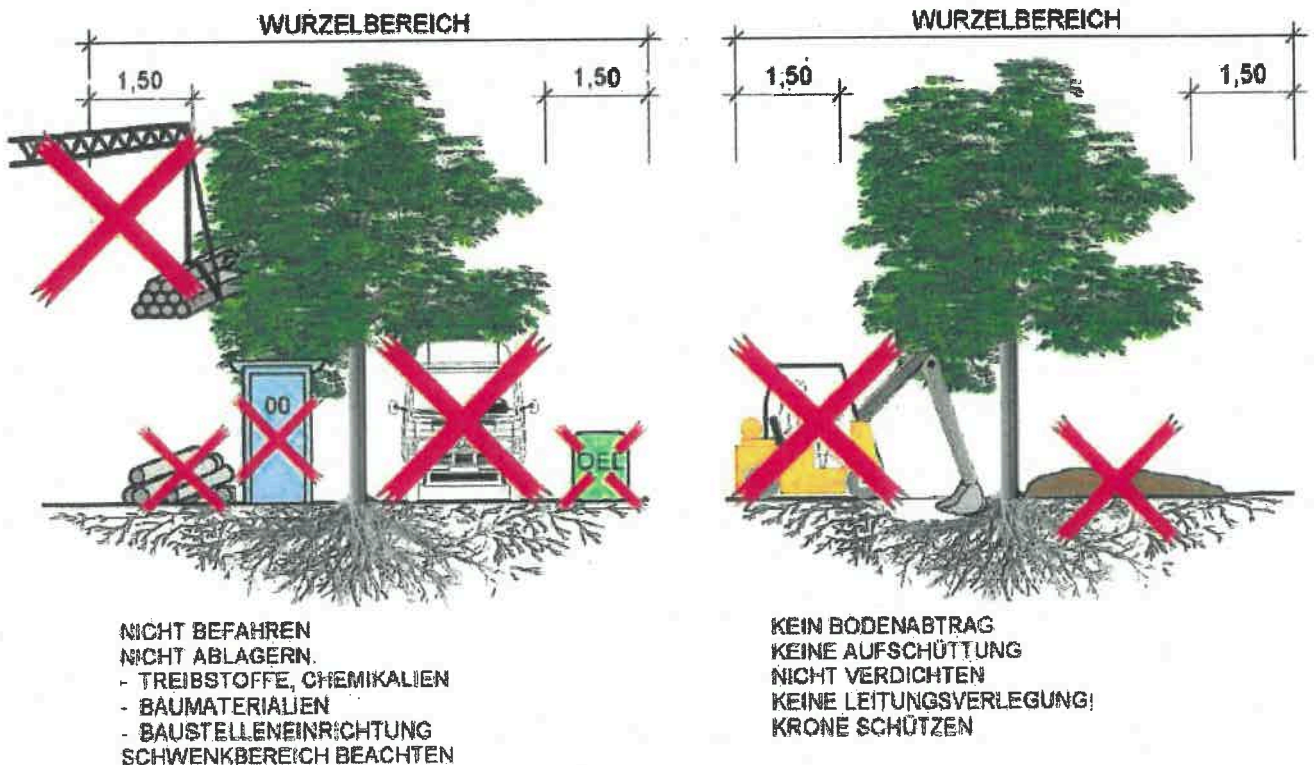 WURZELBEREICH
1,50
1,50
OO
OEL
NICHT BEFAHREN
NICHT ABLAGERN.
- TREIBSTOFFE, CHEMIKALIEN
- BAUMATERIALIEN
- BAUSTELLENEINRICHTUNG
SCHWENKBEREICH BEACHTEN
WURZELBEREICH
1,50
1,50
KEIN BODENABTRAG
KEINE AUFSCHÜTTUNG
NICHT VERDICHTEN
KEINE LEITUNGSVERLEGUNG!
KRONE SCHÜTZEN